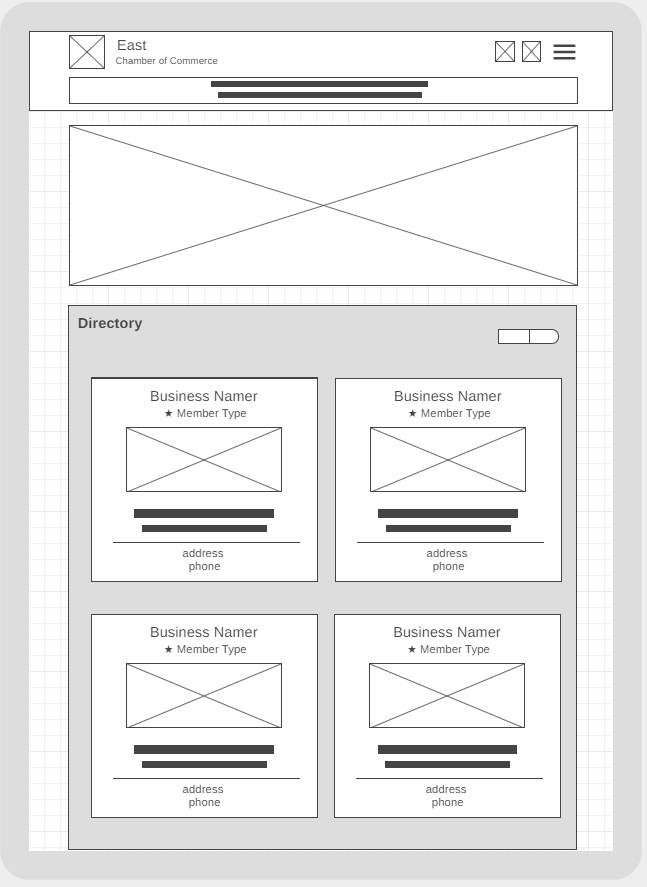 East
Chamber of Commerce
Directory
Business Namer
★ Member Type
address
phone
Business Namer
★ Member Type
address
phone
Business Namer
★ Member Type
address
phone
Business Namer
★ Member Type
address
phone